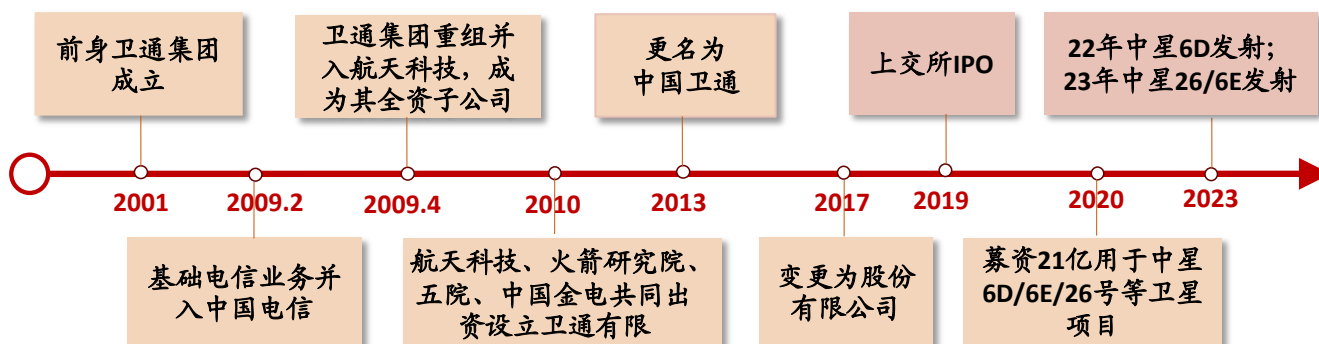 前身卫通集团
成立
卫通集团重组并
入航天科技，成
为其全资子公司
更名为
中国卫通
上交所IPO
22年中星6D发射；
23年中星26/6E发射
2001
2009.2
2009.4
2010
2013
2017
2019
2020
2023
基础电信业务并
入中国电信
航天科技、火箭研究院、
五院、中国金电共同出
资设立卫通有限
变更为股份
有限公司
募资21亿用于中星
6D/6E/26号等卫星
项目